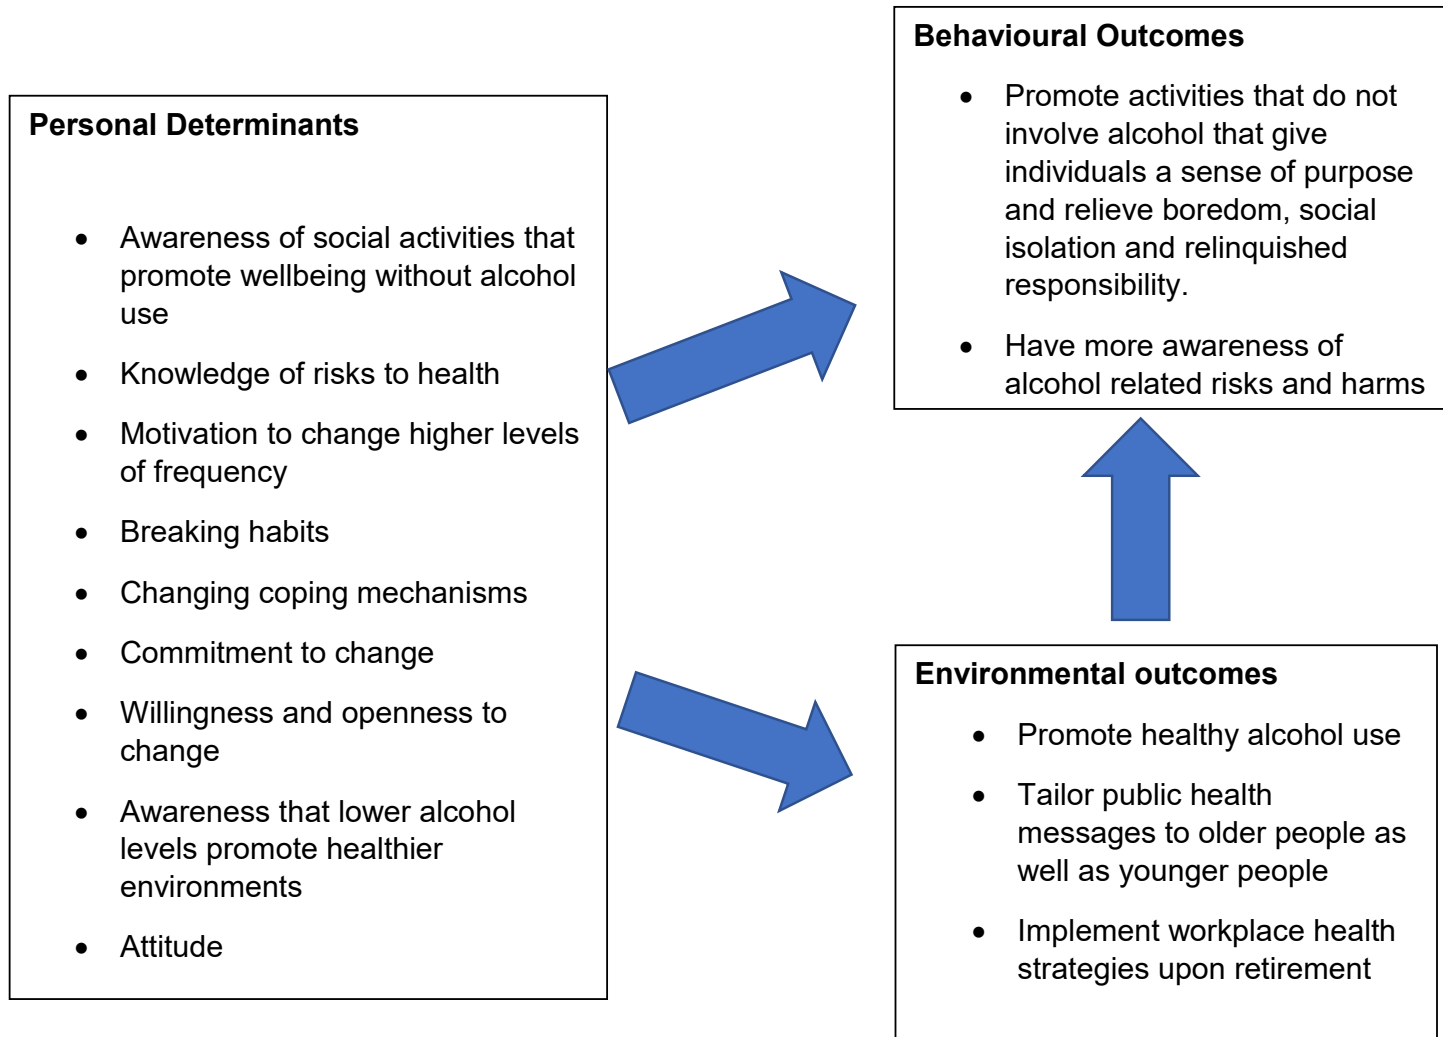 Personal Determinants
• Awareness of social activities that
promote wellbeing without alcohol
use
• Knowledge of risks to health
• Motivation to change higher levels
of frequency
• Breaking habits
• Changing coping mechanisms
• Commitment to change
• Willingness and openness to
change
• Awareness that lower alcohol
levels promote healthier
environments
• Attitude
Behavioural Outcomes
• Promote activities that do not
involve alcohol that give
individuals a sense of purpose
and relieve boredom, social
isolation and relinquished
responsibility.
• Have more awareness of
alcohol related risks and harms
Environmental outcomes
• Promote healthy alcohol use
• Tailor public health
messages to older people as
well as younger people
• Implement workplace health
strategies upon retirement